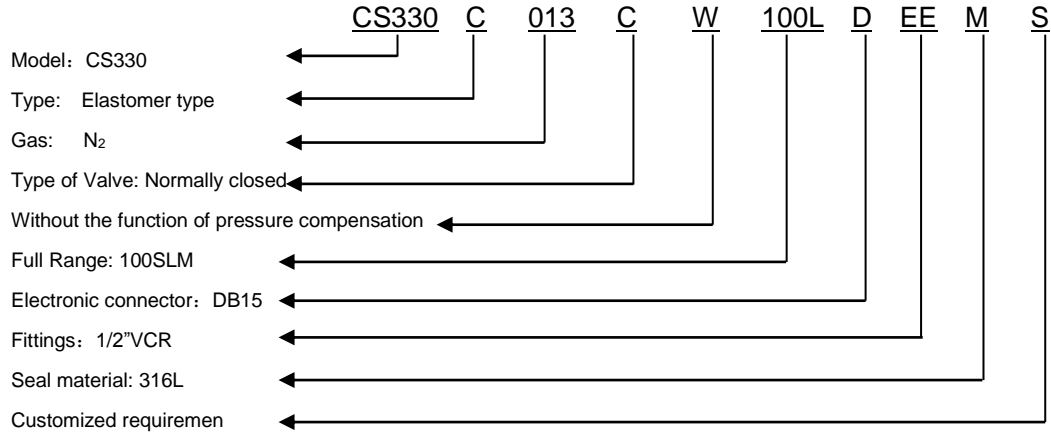 CS330 C 013 C W 100L D EE M S
Model：CS330
Type: Elastomer type
Gas: N₂
Type of Valve: Normally closed
Without the function of pressure compensation
Full Range: 100SLM
Electronic connector：DB15
Fittings：1/2”VCR
Seal material: 316L
Customized requiremen